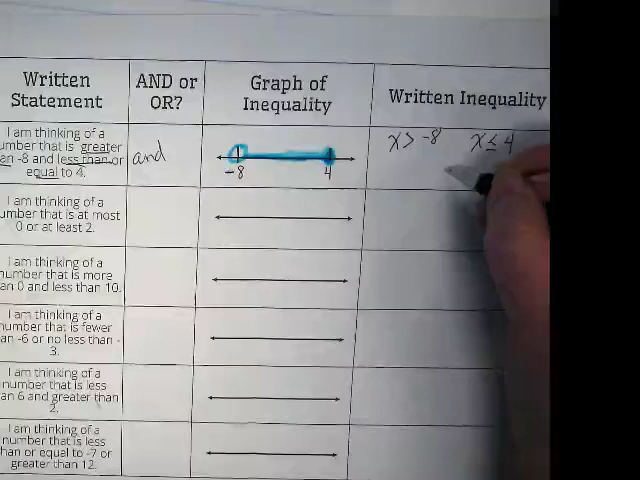 Written Statement
AND or OR?
Graph of Inequality
Written Inequality
I am thinking of a
number that is greater
an -8 and less than or
equal to 4.
and
-8 4
x > -8 x ≤ 4
I am thinking of a
umber that is at most
0 or at least 2.
I am thinking of a
number that is more
an 0 and less than 10.
I am thinking of a
number that is fewer
an -6 or no less than -
3.
I am thinking of a
number that is less
an 6 and greater than
2.
I am thinking of a
number that is less
han or equal to -7 or
greater than 12.